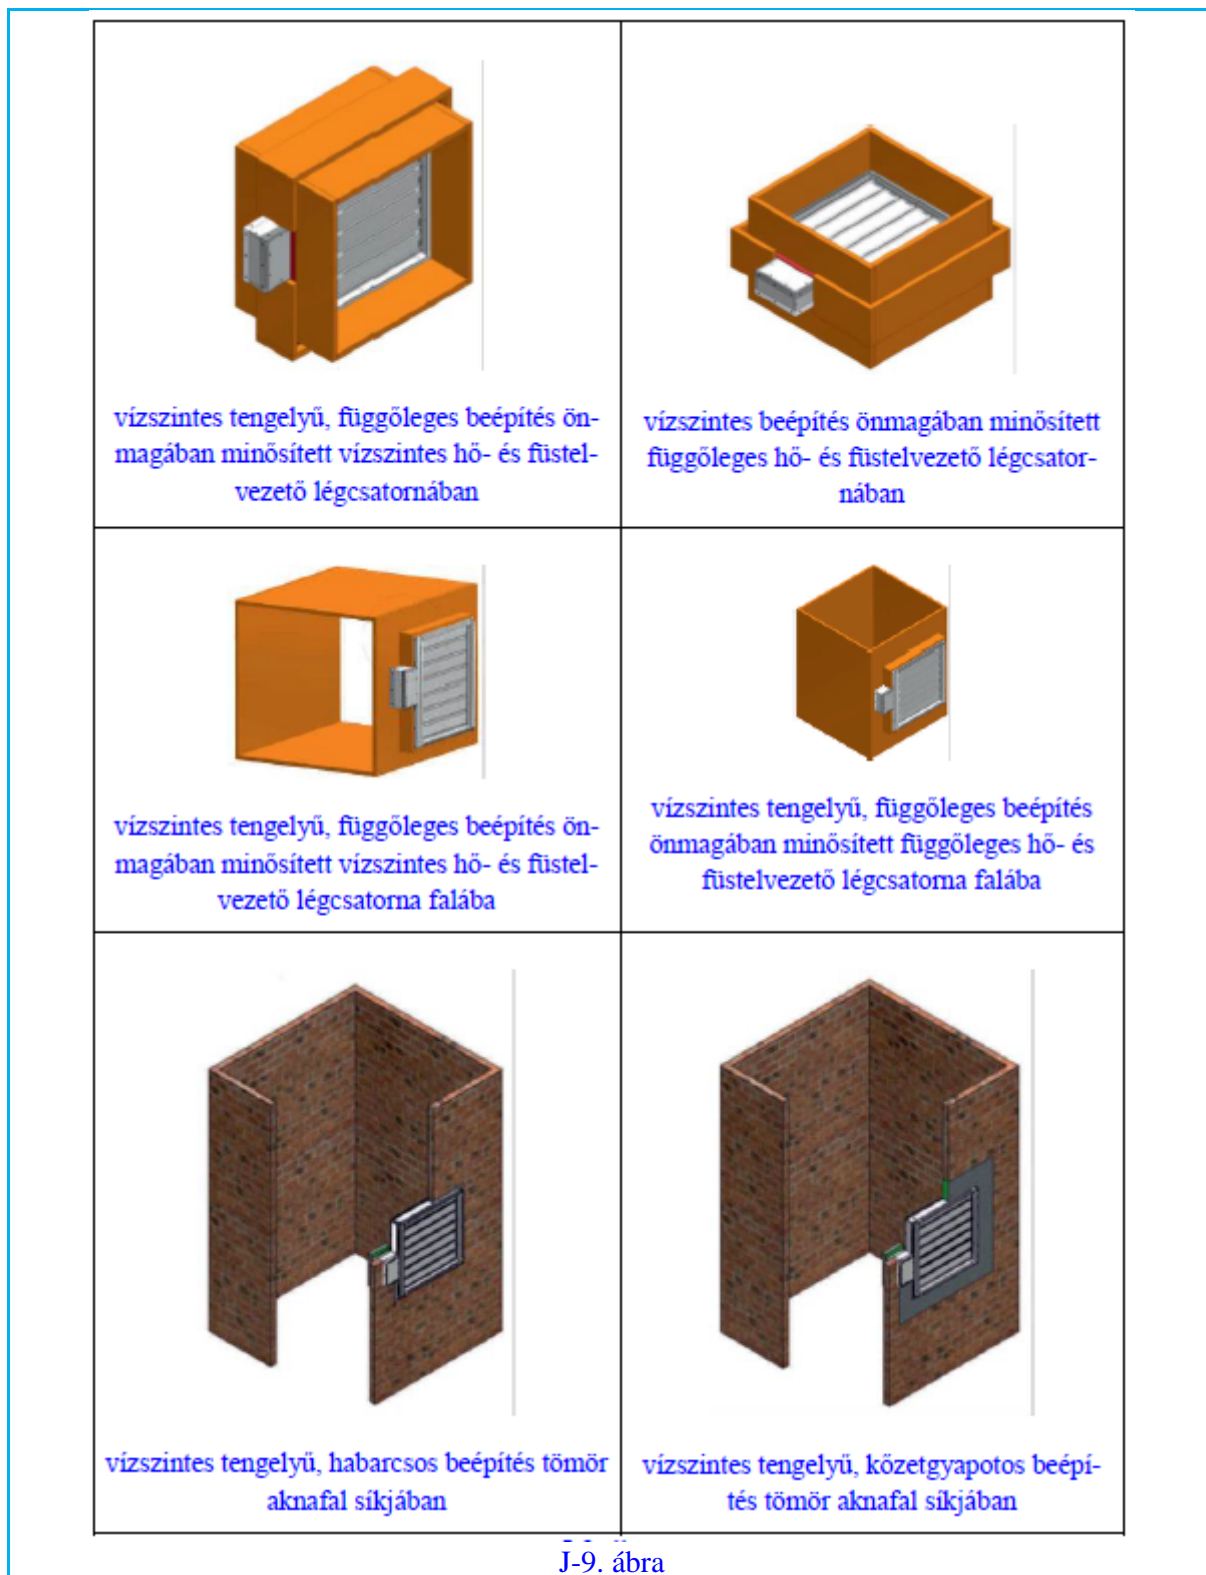 vízszintes tengelyű, függőleges beépítés ön-
magában minősített vízszintes hő- és füstel-
vezető légcsatornában
vízszintes beépítés önmagában minősített
függőleges hő- és füstelvezető légcsator-
nában
vízszintes tengelyű, függőleges beépítés ön-
magában minősített vízszintes hő- és füstel-
vezető légcsatorna falába
vízszintes tengelyű, függőleges beépítés
önmagában minősített függőleges hő- és
füstelvezető légcsatorna falába
vízszintes tengelyű, habarcsos beépítés tömör
aknafal síkjában
vízszintes tengelyű, kőzetgyapotos beépí-
tés tömör aknafal síkjában
J-9. ábra